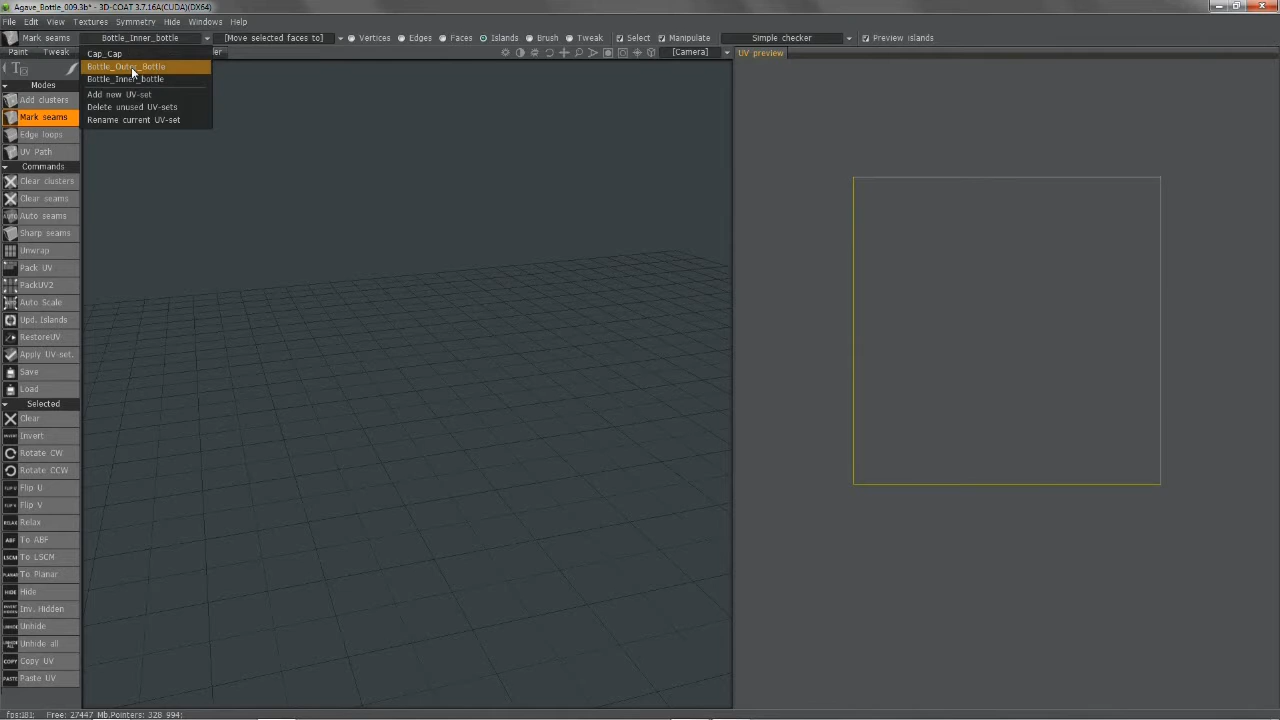 Agave_Bottle_009.3b* - 3D-COAT 3.7.16A(CUDA)(DX64)
File Edit View Textures Symmetry Hide Windows Help
Mark seams Bottle_Inner_bottle [Move selected faces to] Vertices Edges Faces Islands Brush Tweak Select Manipulate Simple checker Preview islands
Paint Tweak [Camera] UV preview
Cap_Cap
Bottle_Outer_Bottle
Bottle_Inner_bottle
Add new UV-set
Delete unused UV-sets
Rename current UV-set
Modes
Add clusters
Mark seams
Edge loops
UV Path
Commands
Clear clusters
Clear seams
Auto seams
Sharp seams
Unwrap
Pack UV
PackUV2
Auto Scale
Upd. Islands
RestoreUV
Apply UV-set.
Save
Load
Selected
Clear
Invert
Rotate CW
Rotate CCW
Flip U
Flip V
Relax
To ABF
To LSCM
To Planar
Hide
Inv. Hidden
Unhide
Unhide all
Copy UV
Paste UV
fps:181; Free: 27447 Mb.Pointers: 328 994;